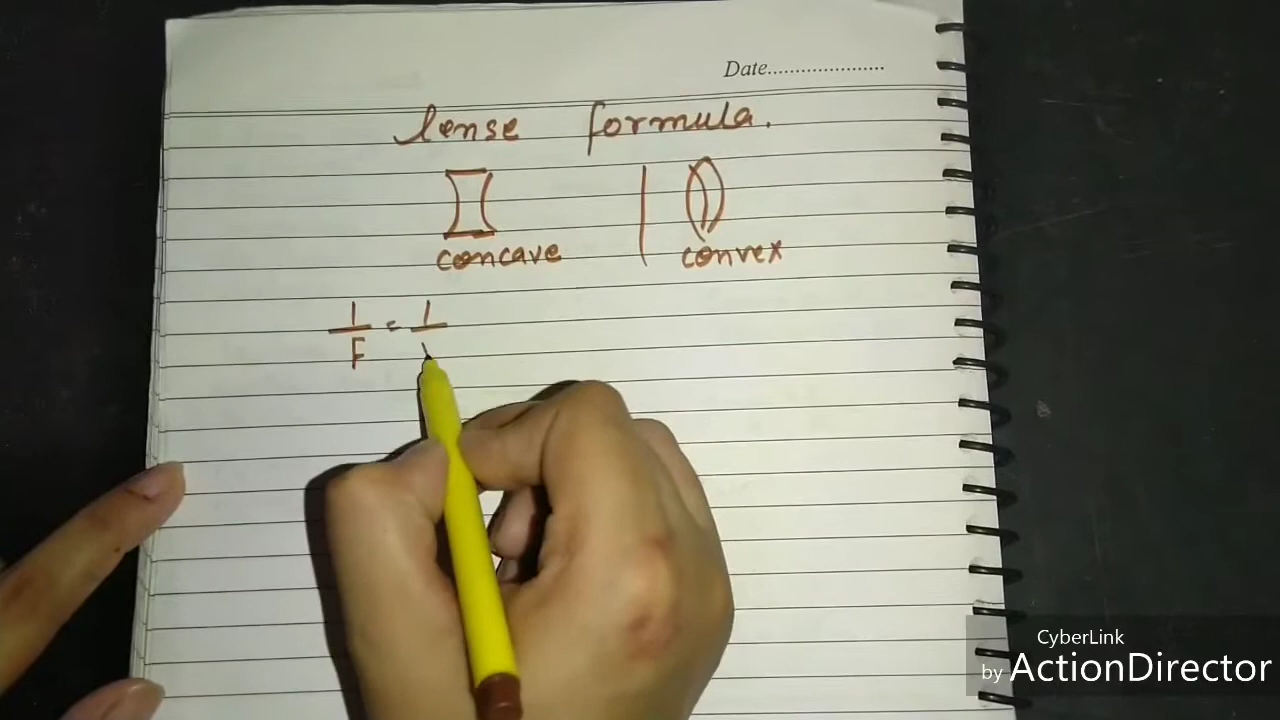 Date.....................
lense formula.
concave | convex
1/F = 1/
CyberLink
by ActionDirector